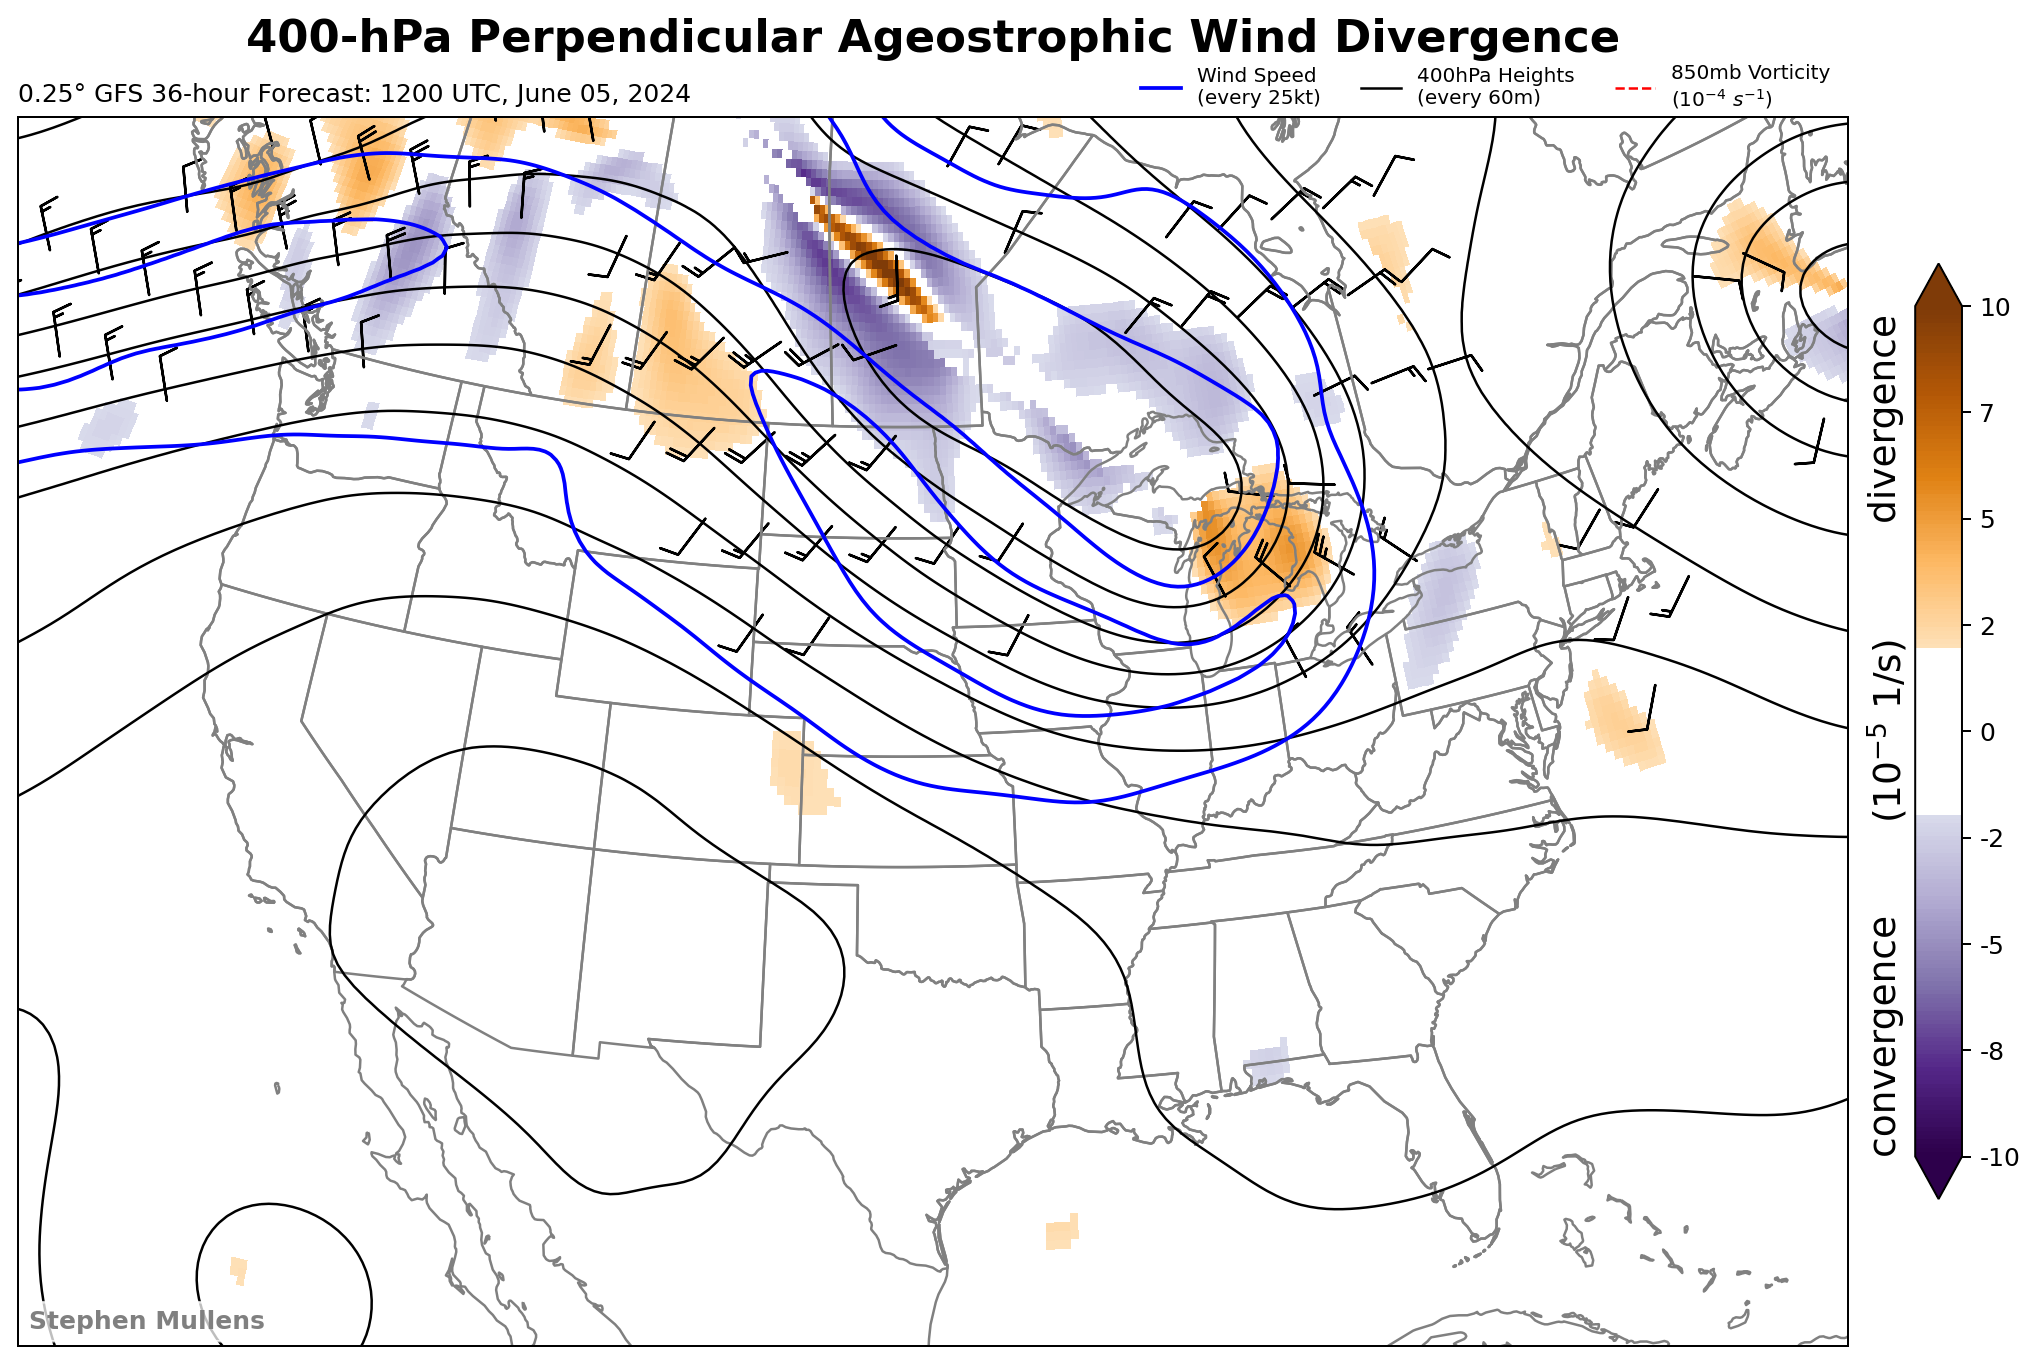 400-hPa Perpendicular Ageostrophic Wind Divergence
0.25° GFS 36-hour Forecast: 1200 UTC, June 05, 2024
Wind Speed
(every 25kt)
400hPa Heights
(every 60m)
850mb Vorticity
(10⁻⁴ s⁻¹)
convergence (10⁻⁵ 1/s) divergence
10
7
5
2
0
-2
-5
-8
-10
Stephen Mullens